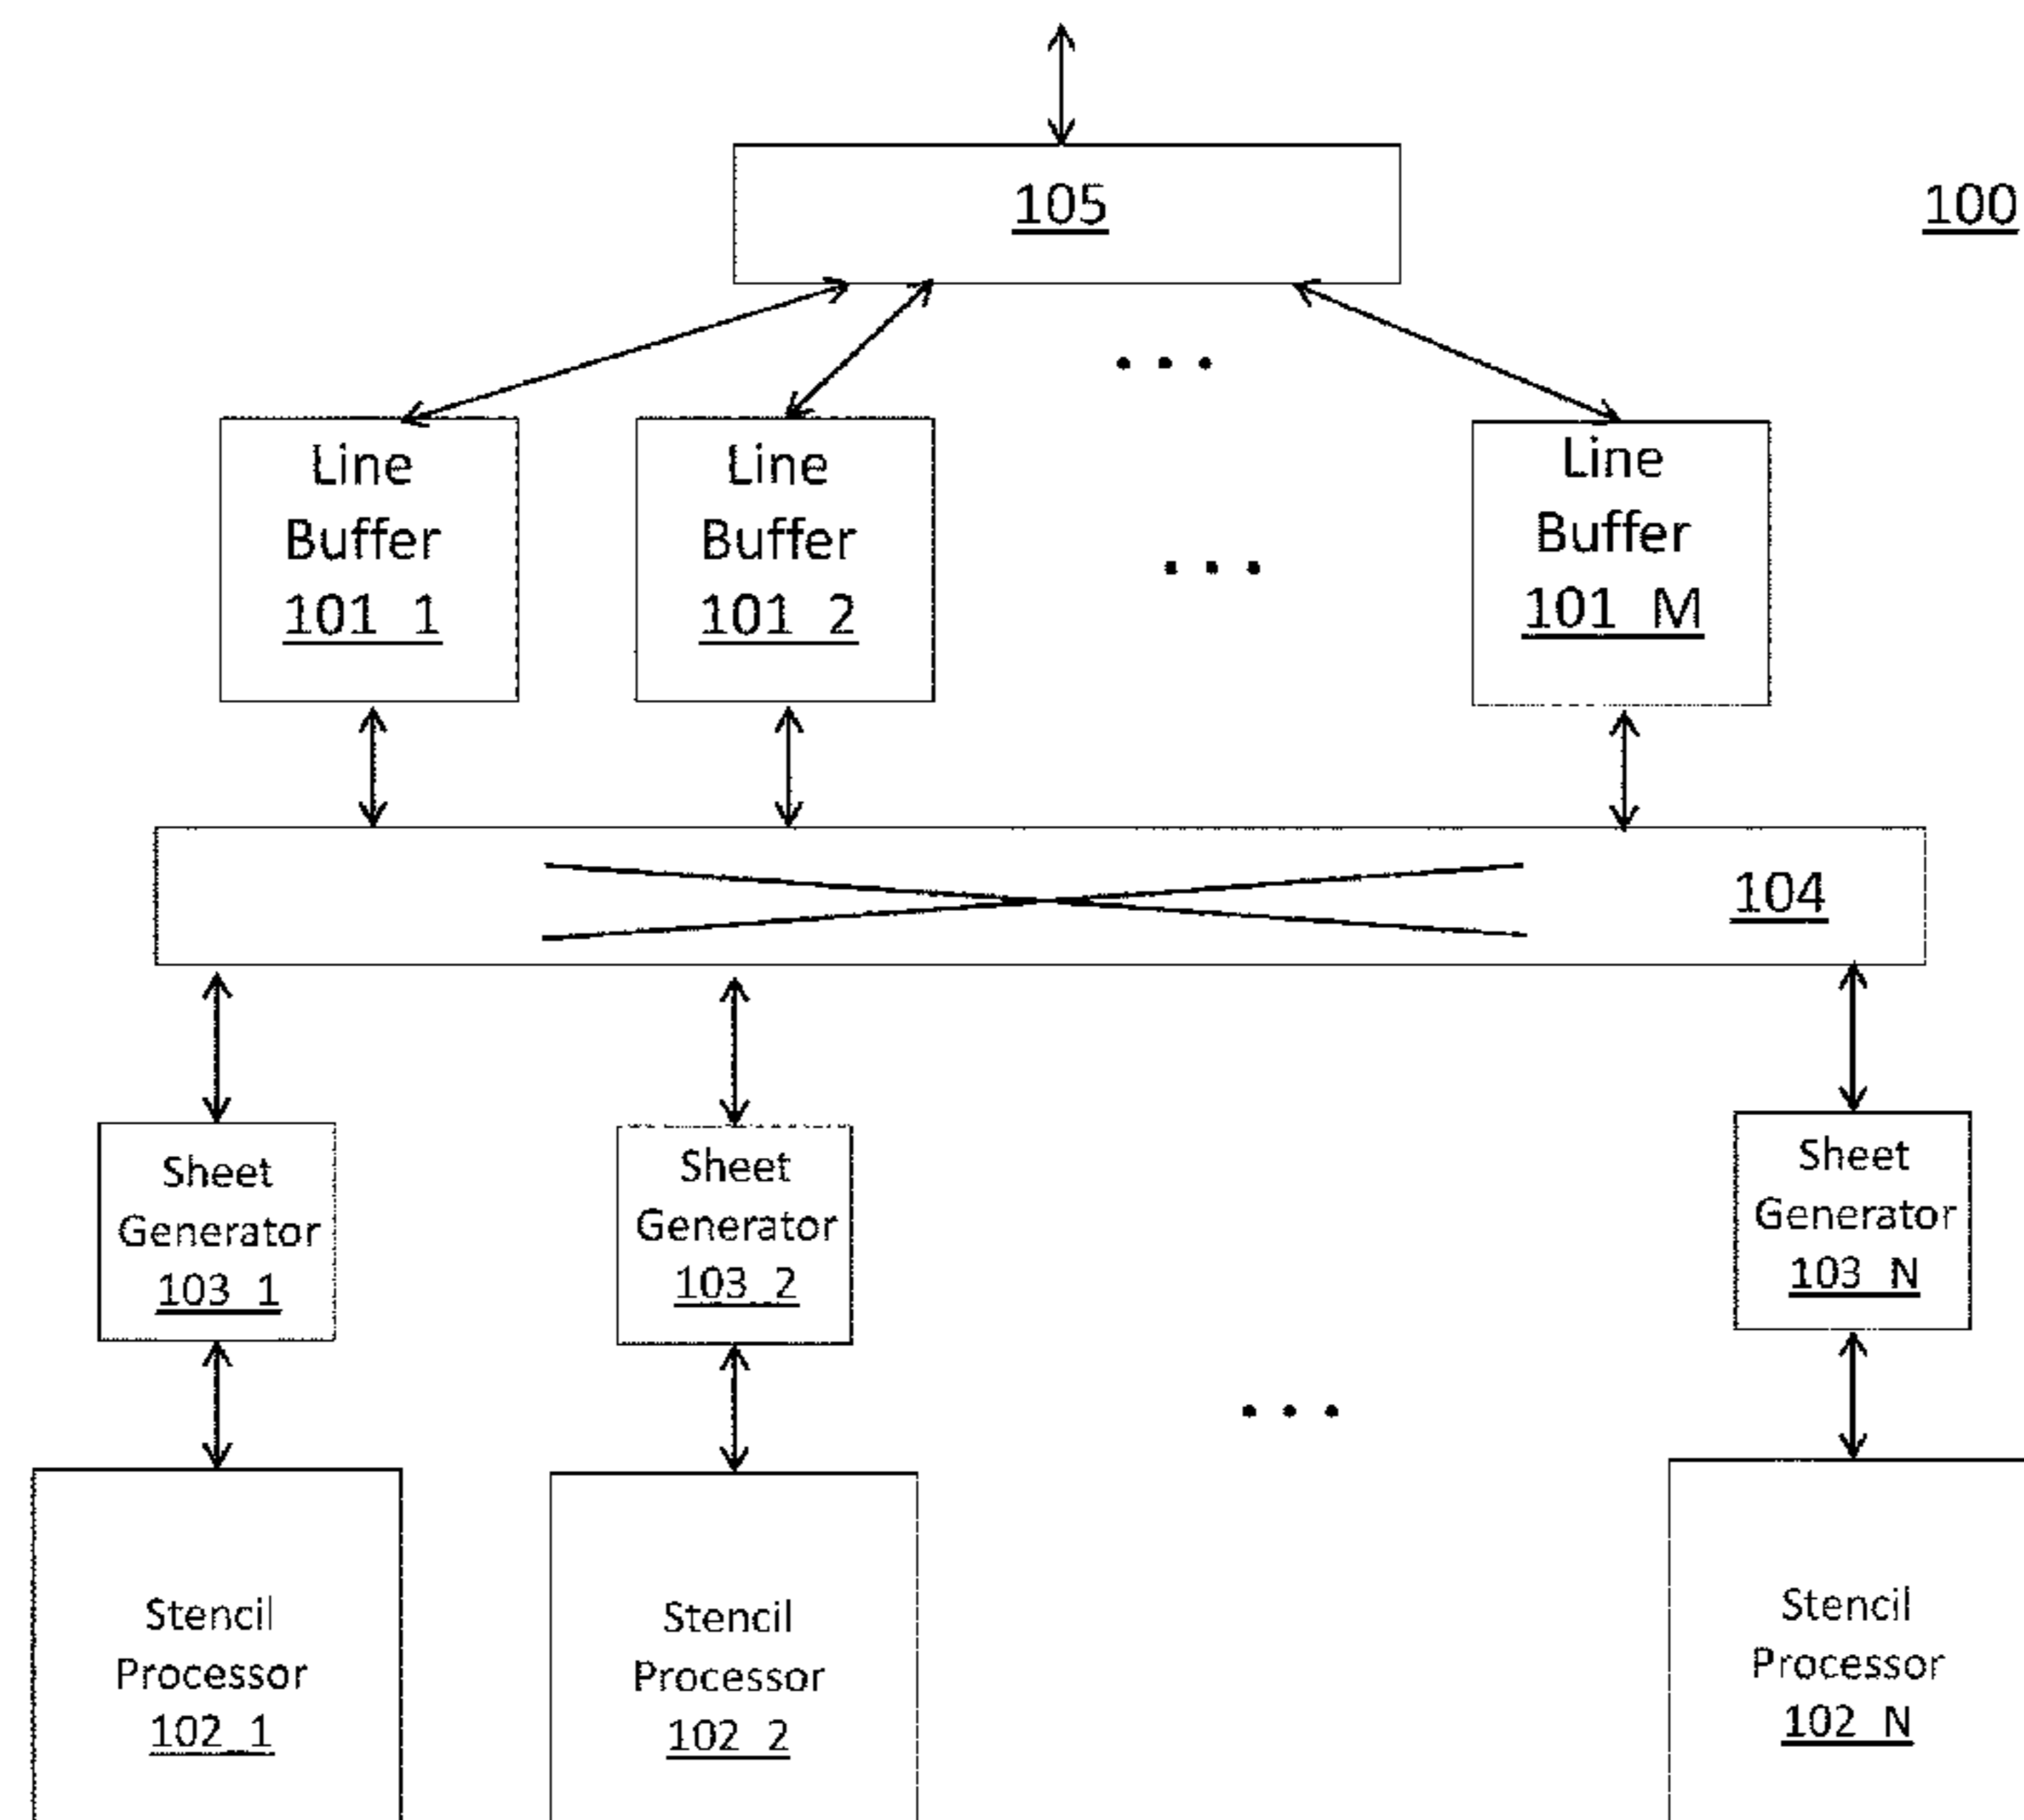 105
100
Line
Buffer
101_1
Line
Buffer
101_2
Line
Buffer
101_M
. . .
. . .
104
Sheet
Generator
103_1
Sheet
Generator
103_2
Sheet
Generator
103_N
. . .
Stencil
Processor
102_1
Stencil
Processor
102_2
Stencil
Processor
102_N